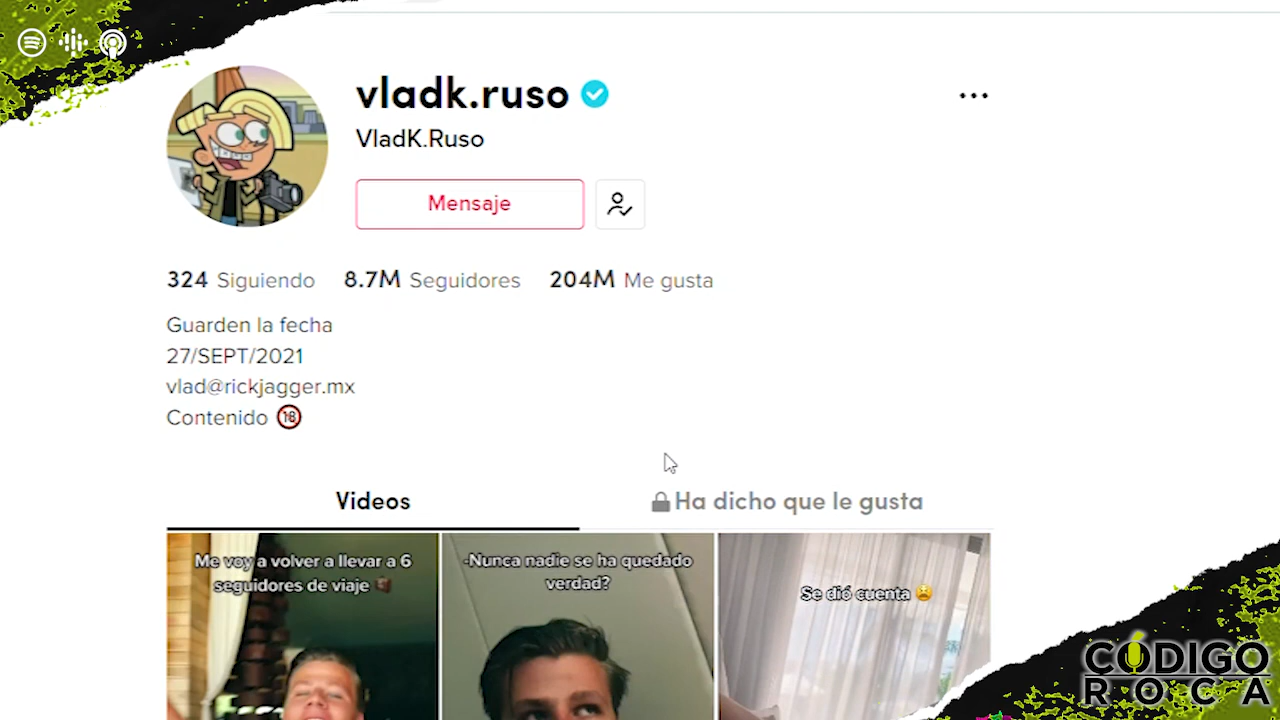 vladk.ruso
VladK.Ruso
Mensaje
324 Siguiendo 8.7M Seguidores 204M Me gusta
Guarden la fecha
27/SEPT/2021
vlad@rickjagger.mx
Contenido 🔞
Videos Ha dicho que le gusta
Me voy a volver a llevar a 6
seguidores de viaje
-Nunca nadie se ha quedado
verdad?
Se dió cuenta 😫
CÓDIGO
ROCA